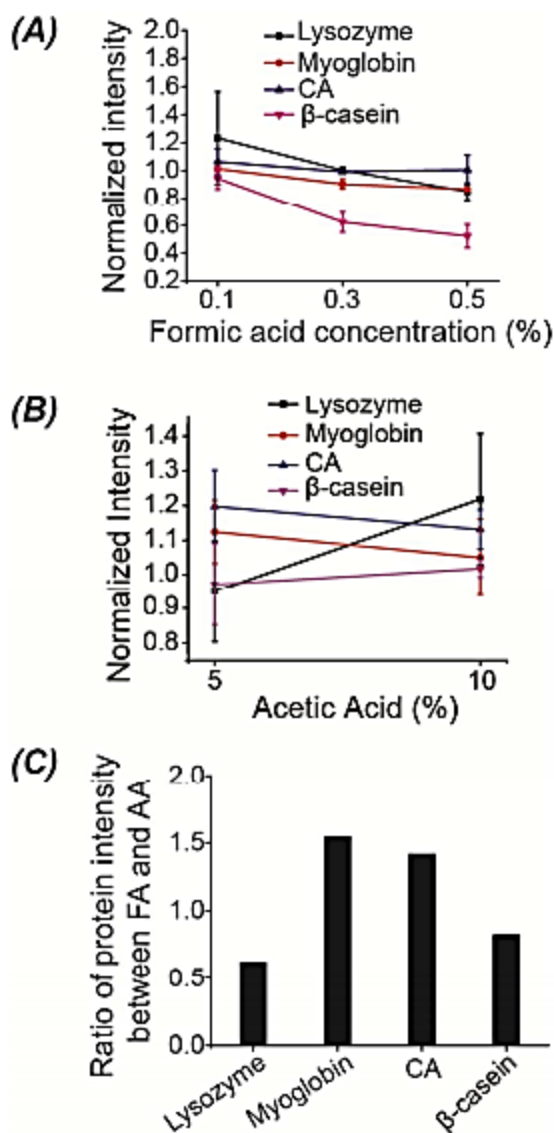 (A)
Lysozyme
Myoglobin
CA
β-casein
Normalized intensity
2.0
1.8
1.6
1.4
1.2
1.0
0.8
0.6
0.4
0.2
0.1 0.3 0.5
Formic acid concentration (%)
(B)
Lysozyme
Myoglobin
CA
β-casein
Normalized Intensity
1.4
1.3
1.2
1.1
1.0
0.9
0.8
5 10
Acetic Acid (%)
(C)
Ratio of protein intensity
between FA and AA
2.0
1.5
1.0
0.5
0.0
Lysozyme Myoglobin CA β-casein